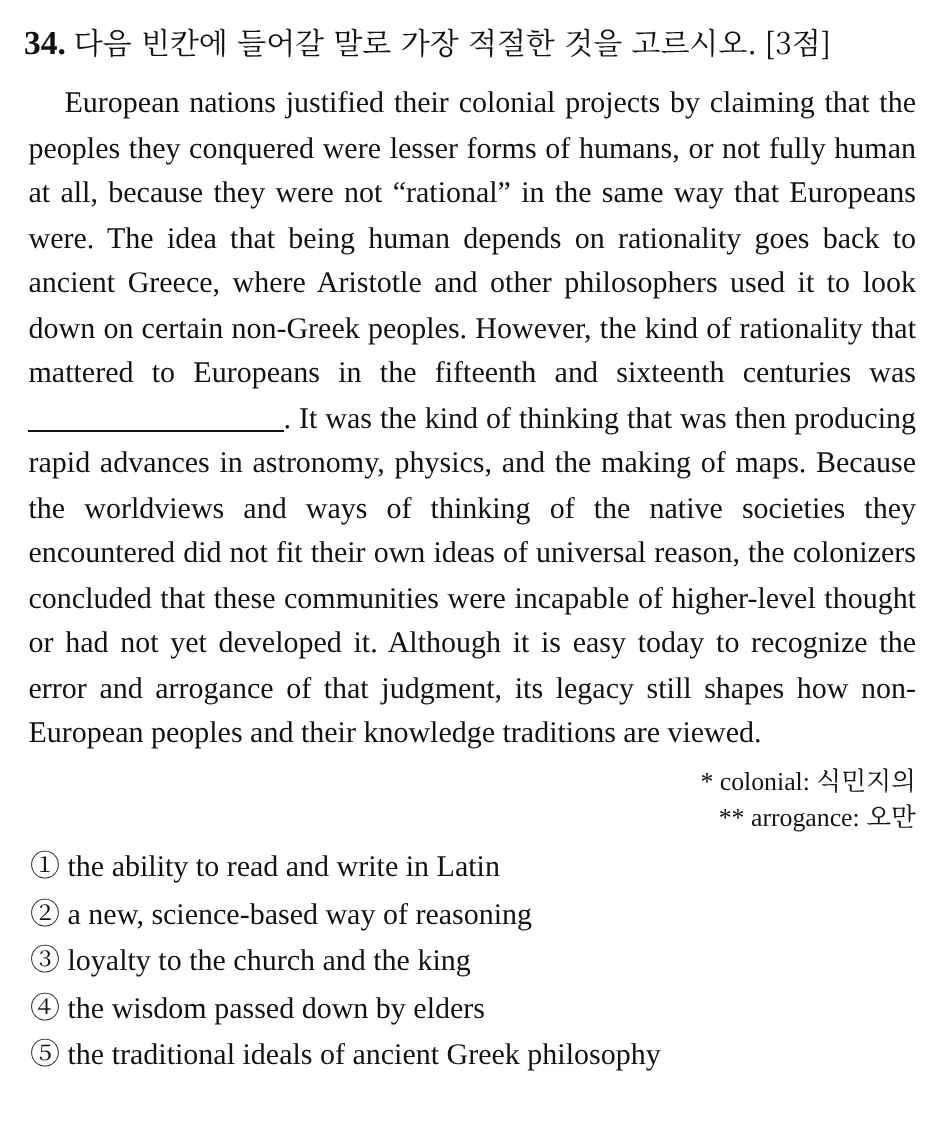 34. 다음 빈칸에 들어갈 말로 가장 적절한 것을 고르시오. [3점]
European nations justified their colonial projects by claiming that the
peoples they conquered were lesser forms of humans, or not fully human
at all, because they were not “rational” in the same way that Europeans
were. The idea that being human depends on rationality goes back to
ancient Greece, where Aristotle and other philosophers used it to look
down on certain non-Greek peoples. However, the kind of rationality that
mattered to Europeans in the fifteenth and sixteenth centuries was
_________________. It was the kind of thinking that was then producing
rapid advances in astronomy, physics, and the making of maps. Because
the worldviews and ways of thinking of the native societies they
encountered did not fit their own ideas of universal reason, the colonizers
concluded that these communities were incapable of higher-level thought
or had not yet developed it. Although it is easy today to recognize the
error and arrogance of that judgment, its legacy still shapes how non-
European peoples and their knowledge traditions are viewed.
* colonial: 식민지의
** arrogance: 오만
① the ability to read and write in Latin
② a new, science-based way of reasoning
③ loyalty to the church and the king
④ the wisdom passed down by elders
⑤ the traditional ideals of ancient Greek philosophy